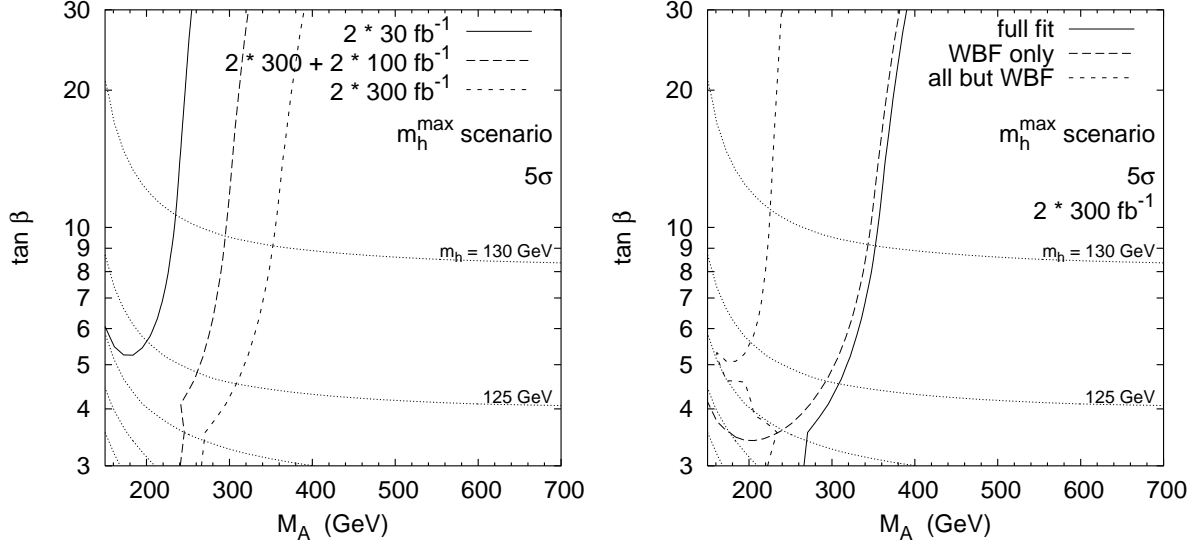 30
20
10
9
8
7
6
5
4
3
tan β
2 * 30 fb⁻¹
2 * 300 + 2 * 100 fb⁻¹
2 * 300 fb⁻¹
m_h^max scenario
5σ
m_h = 130 GeV
125 GeV
200 300 400 500 600 700
M_A (GeV)
30
20
10
9
8
7
6
5
4
3
tan β
full fit
WBF only
all but WBF
m_h^max scenario
5σ
2 * 300 fb⁻¹
m_h = 130 GeV
125 GeV
200 300 400 500 600 700
M_A (GeV)